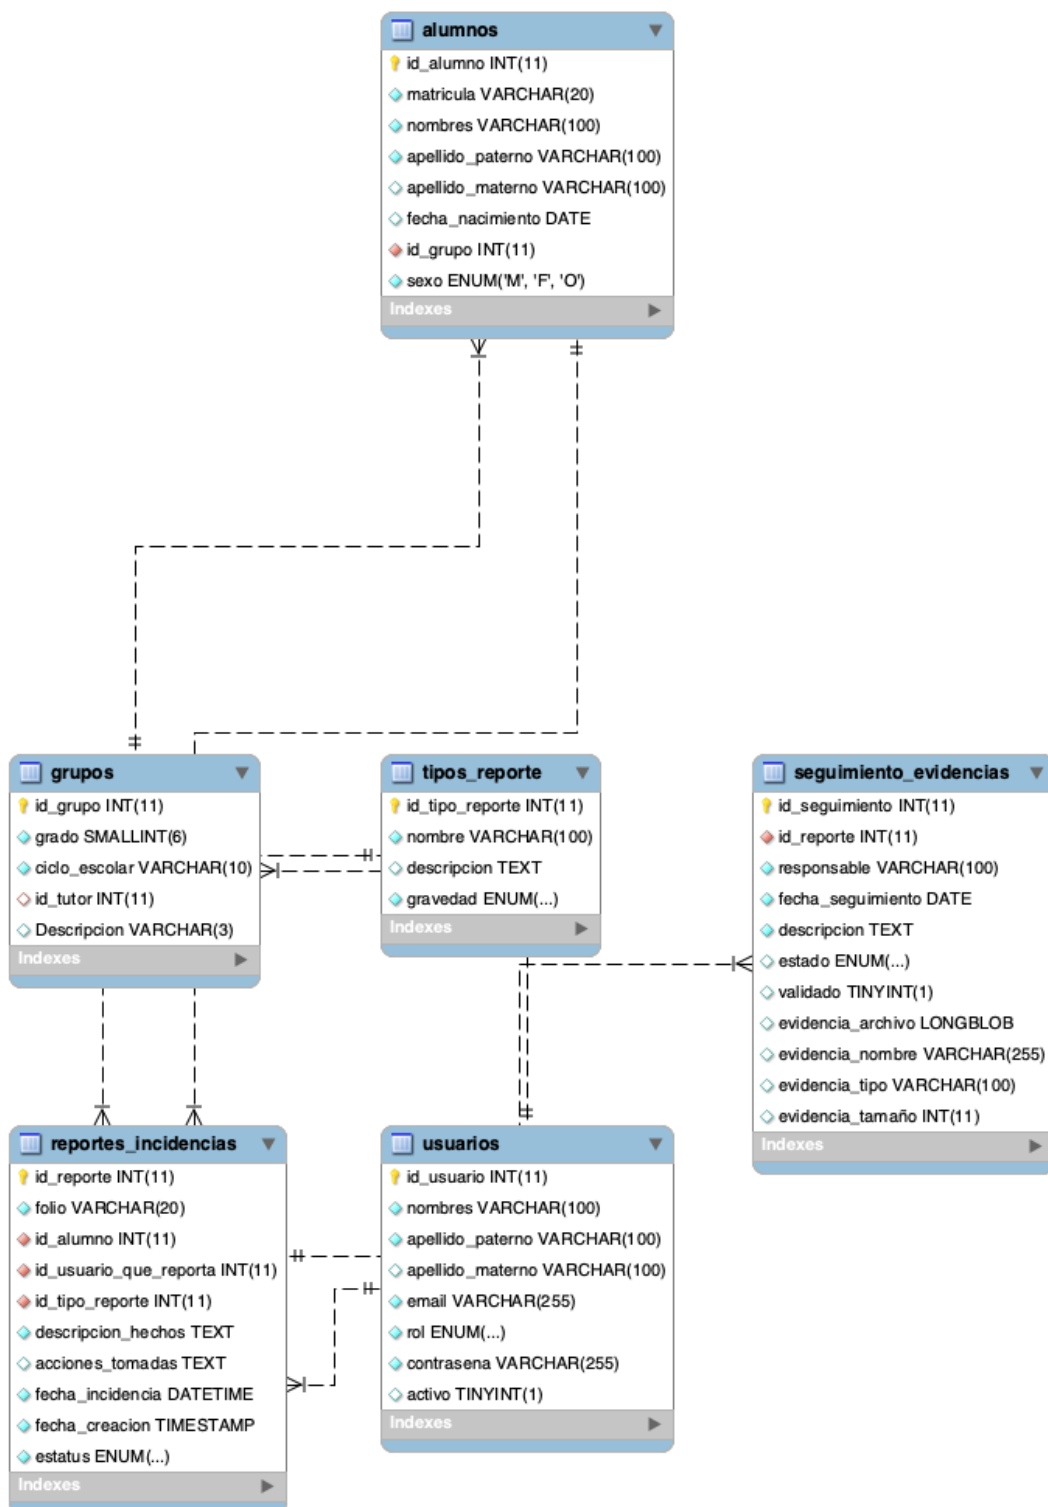 alumnos
id_alumno INT(11)
matricula VARCHAR(20)
nombres VARCHAR(100)
apellido_paterno VARCHAR(100)
apellido_materno VARCHAR(100)
fecha_nacimiento DATE
id_grupo INT(11)
sexo ENUM('M', 'F', 'O')
Indexes
grupos
id_grupo INT(11)
grado SMALLINT(6)
ciclo_escolar VARCHAR(10)
id_tutor INT(11)
Descripcion VARCHAR(3)
Indexes
tipos_reporte
id_tipo_reporte INT(11)
nombre VARCHAR(100)
descripcion TEXT
gravedad ENUM(...)
Indexes
seguimiento_evidencias
id_seguimiento INT(11)
id_reporte INT(11)
responsable VARCHAR(100)
fecha_seguimiento DATE
descripcion TEXT
estado ENUM(...)
validado TINYINT(1)
evidencia_archivo LONGBLOB
evidencia_nombre VARCHAR(255)
evidencia_tipo VARCHAR(100)
evidencia_tamaño INT(11)
Indexes
reportes_incidencias
id_reporte INT(11)
folio VARCHAR(20)
id_alumno INT(11)
id_usuario_que_reporta INT(11)
id_tipo_reporte INT(11)
descripcion_hechos TEXT
acciones_tomadas TEXT
fecha_incidencia DATETIME
fecha_creacion TIMESTAMP
estatus ENUM(...)
Indexes
usuarios
id_usuario INT(11)
nombres VARCHAR(100)
apellido_paterno VARCHAR(100)
apellido_materno VARCHAR(100)
email VARCHAR(255)
rol ENUM(...)
contrasena VARCHAR(255)
activo TINYINT(1)
Indexes